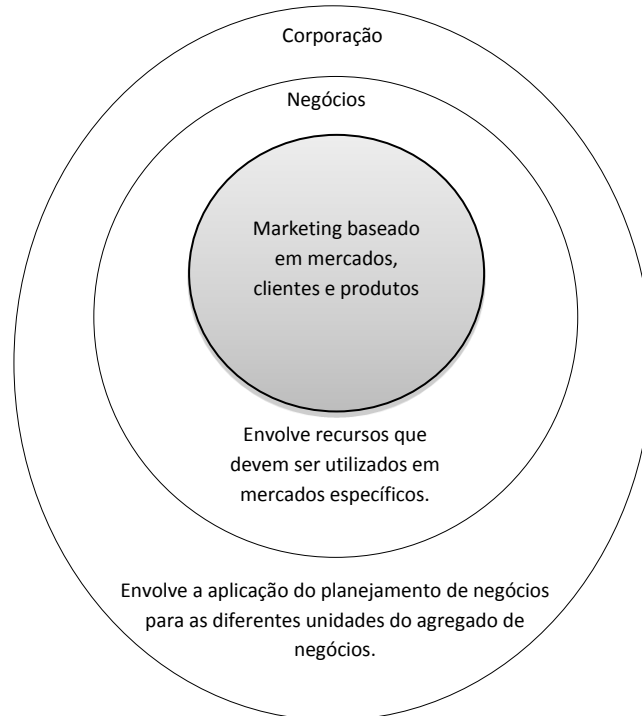 Corporação
Negócios
Marketing baseado
em mercados,
clientes e produtos
Envolve recursos que
devem ser utilizados em
mercados específicos.
Envolve a aplicação do planejamento de negócios
para as diferentes unidades do agregado de
negócios.